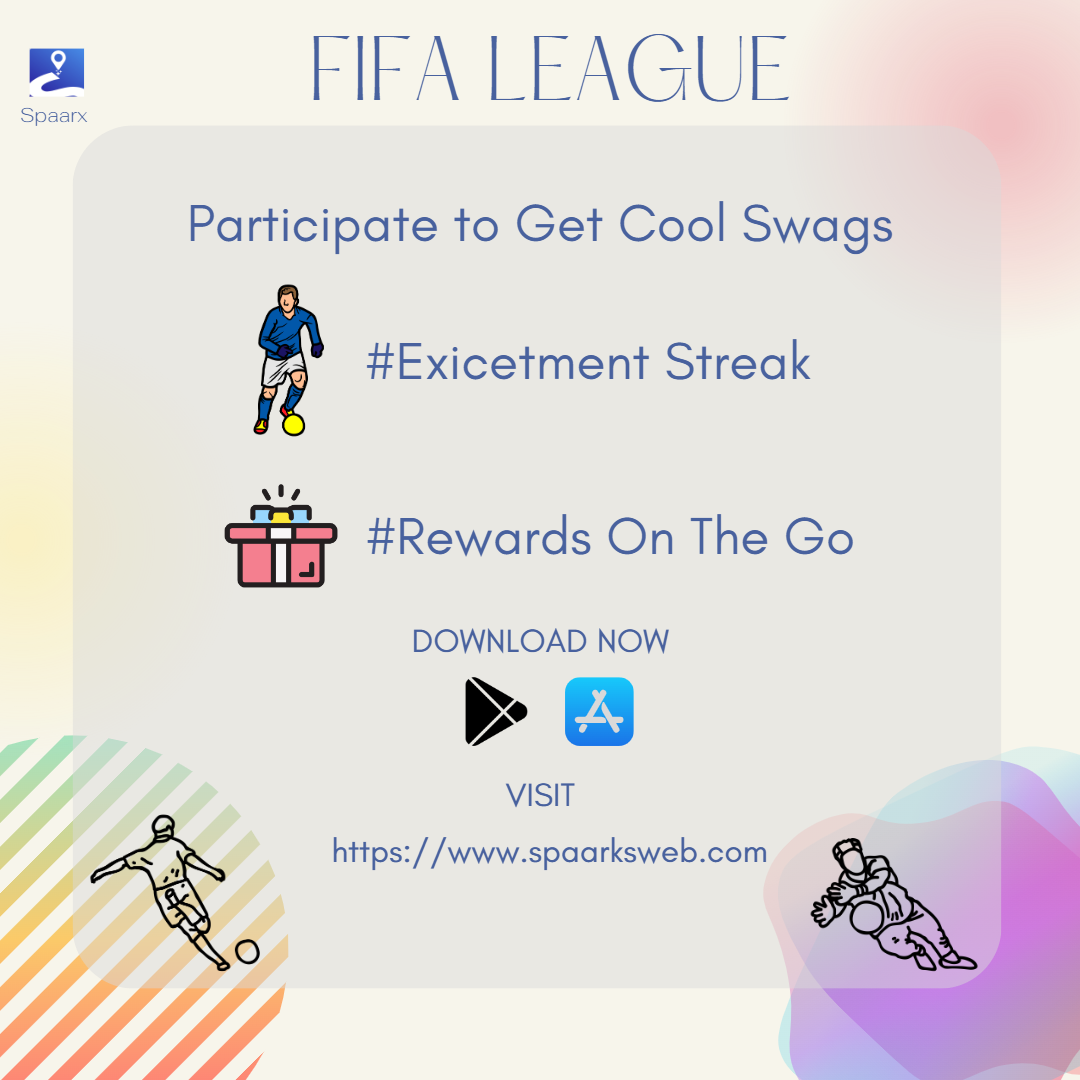 FIFA LEAGUE
Spaarx
Participate to Get Cool Swags
#Exicetment Streak
#Rewards On The Go
DOWNLOAD NOW
VISIT
https://www.spaarksweb.com